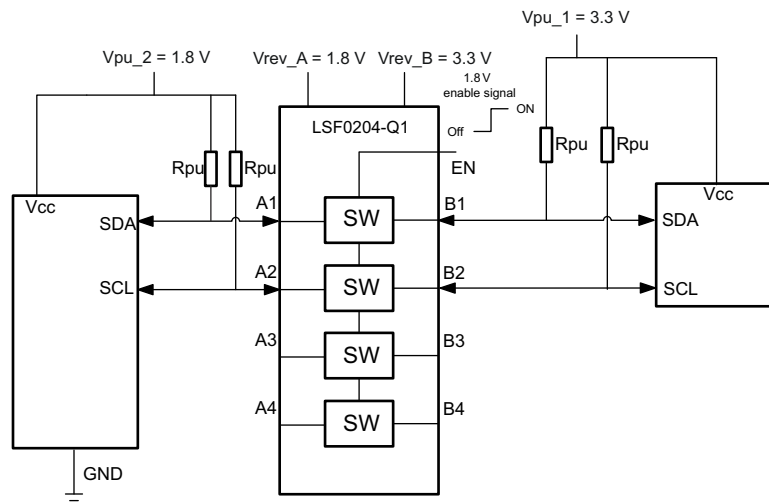 Vpu_1 = 3.3 V
Vpu_2 = 1.8 V
Vrev_A = 1.8 V
Vrev_B = 3.3 V
1.8 V
enable signal
ON
Off
LSF0204-Q1
EN
Rpu
Rpu
Rpu
Rpu
Vcc
Vcc
SDA
A1
SW
B1
SDA
SCL
A2
SW
B2
SCL
A3
SW
B3
A4
SW
B4
GND